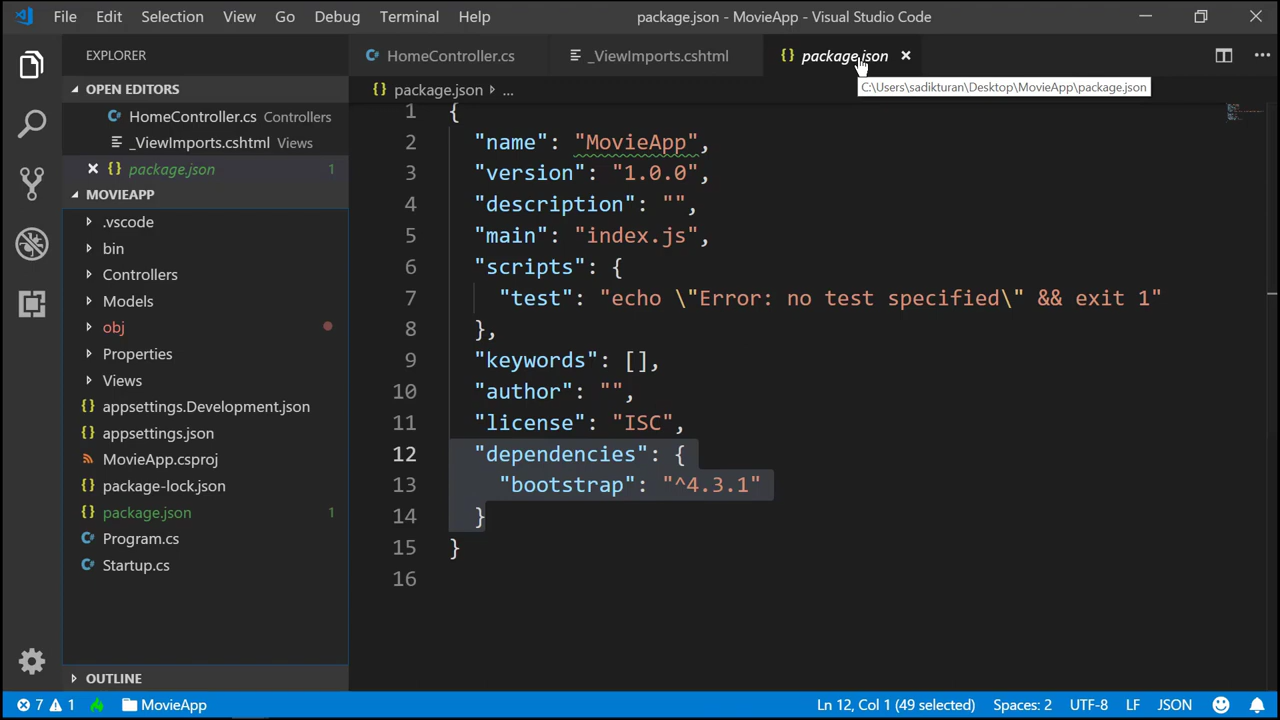 File Edit Selection View Go Debug Terminal Help package.json - MovieApp - Visual Studio Code
EXPLORER
OPEN EDITORS
HomeController.cs Controllers
_ViewImports.cshtml Views
package.json 1
MOVIEAPP
.vscode
bin
Controllers
Models
obj
Properties
Views
appsettings.Development.json
appsettings.json
MovieApp.csproj
package-lock.json
package.json 1
Program.cs
Startup.cs
OUTLINE
HomeController.cs _ViewImports.cshtml package.json
C:\Users\sadikturan\Desktop\MovieApp\package.json
package.json ...
1 {
2 "name": "MovieApp",
3 "version": "1.0.0",
4 "description": "",
5 "main": "index.js",
6 "scripts": {
7 "test": "echo \"Error: no test specified\" && exit 1"
8 },
9 "keywords": [],
10 "author": "",
11 "license": "ISC",
12 "dependencies": {
13 "bootstrap": "^4.3.1"
14 }
15 }
16
7 1 MovieApp Ln 12, Col 1 (49 selected) Spaces: 2 UTF-8 LF JSON